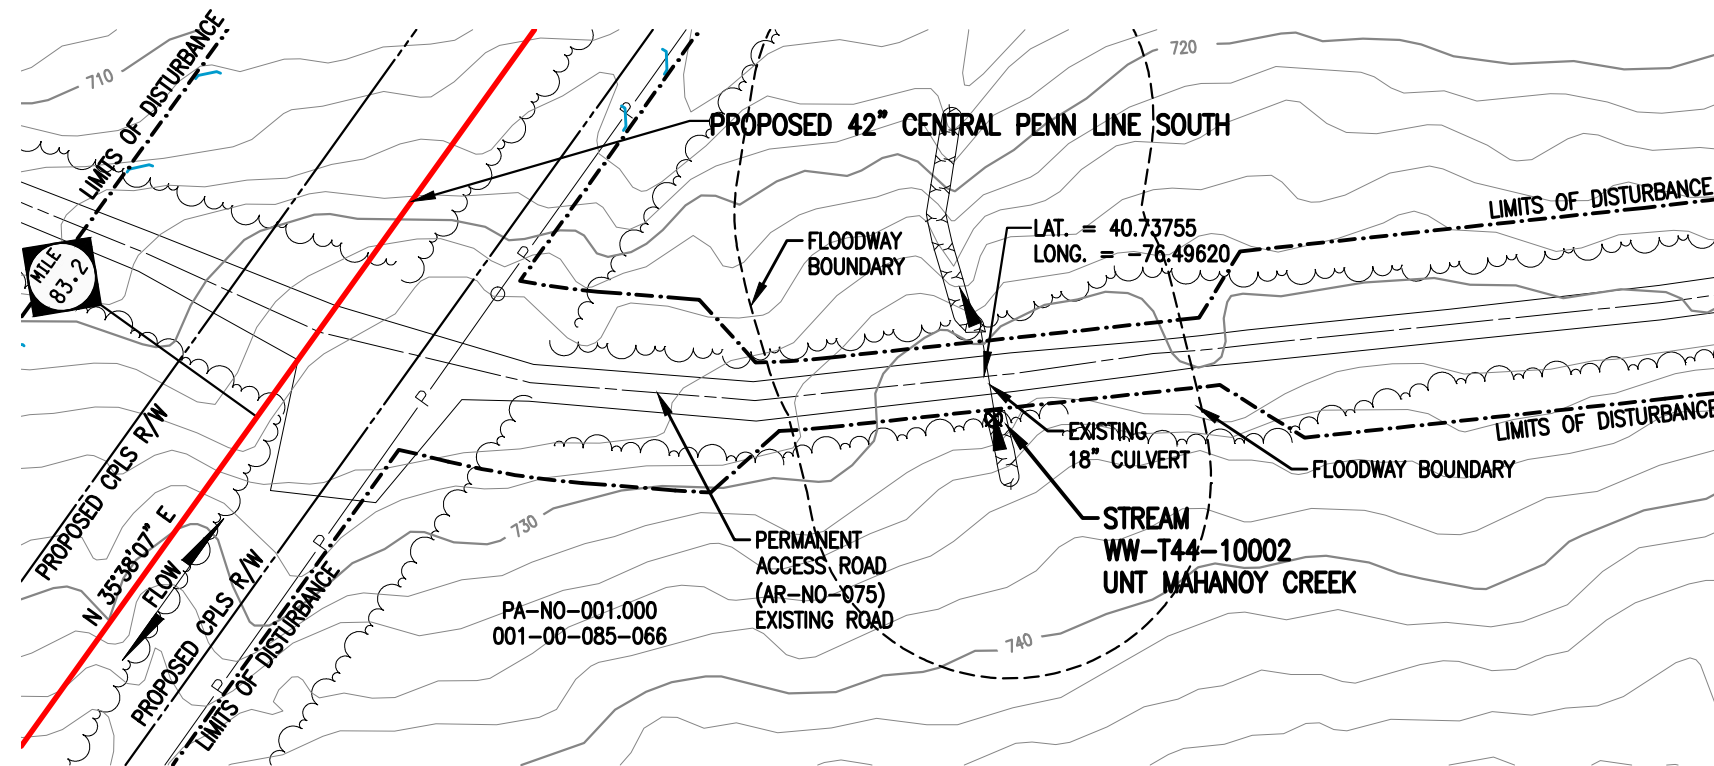 710
LIMITS OF DISTURBANCE
720
PROPOSED 42" CENTRAL PENN LINE SOUTH
P
LIMITS OF DISTURBANCE
LAT. = 40.73755
LONG. = -76.49620
FLOODWAY
BOUNDARY
P
MILE
83.2
P
EXISTING
18" CULVERT
LIMITS OF DISTURBANCE
FLOODWAY BOUNDARY
PROPOSED CPLS R/W
N 35°38'07" E
730
STREAM
WW-T44-10002
UNT MAHANOY CREEK
PERMANENT
ACCESS ROAD
(AR-NO-075)
EXISTING ROAD
P
FLOW
PROPOSED CPLS R/W
PA-NO-001.000
001-00-085-066
740
P
LIMITS OF DISTURBANCE